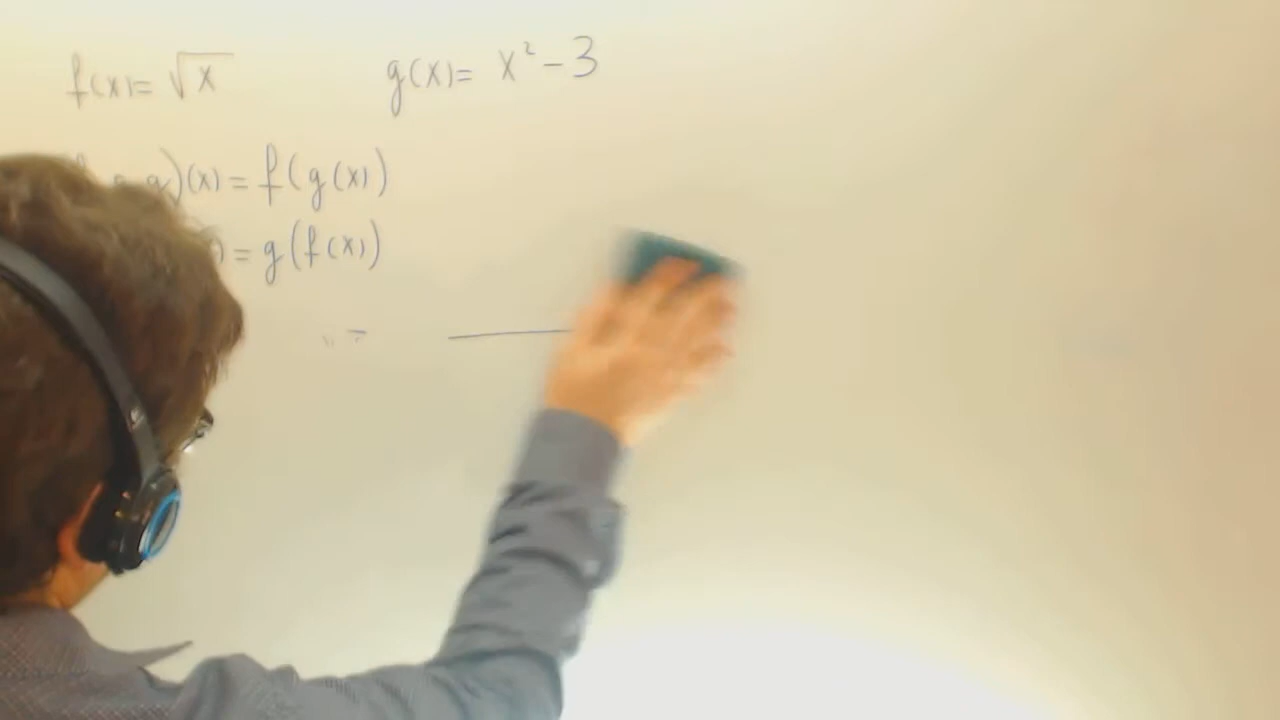 f(x)= √x g(x)= x²-3
g)(x) = f(g(x))
) = g(f(x))
=